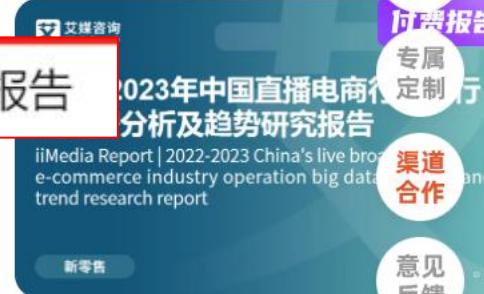 艾媒咨询
付费报告
报告
专属
定制
023年中国直播电商行
行
分析及趋势研究报告
iiMedia Report | 2022-2023 China's live
e-commerce industry operation big data
trend research report
渠道
合作
新零售
意见
反馈